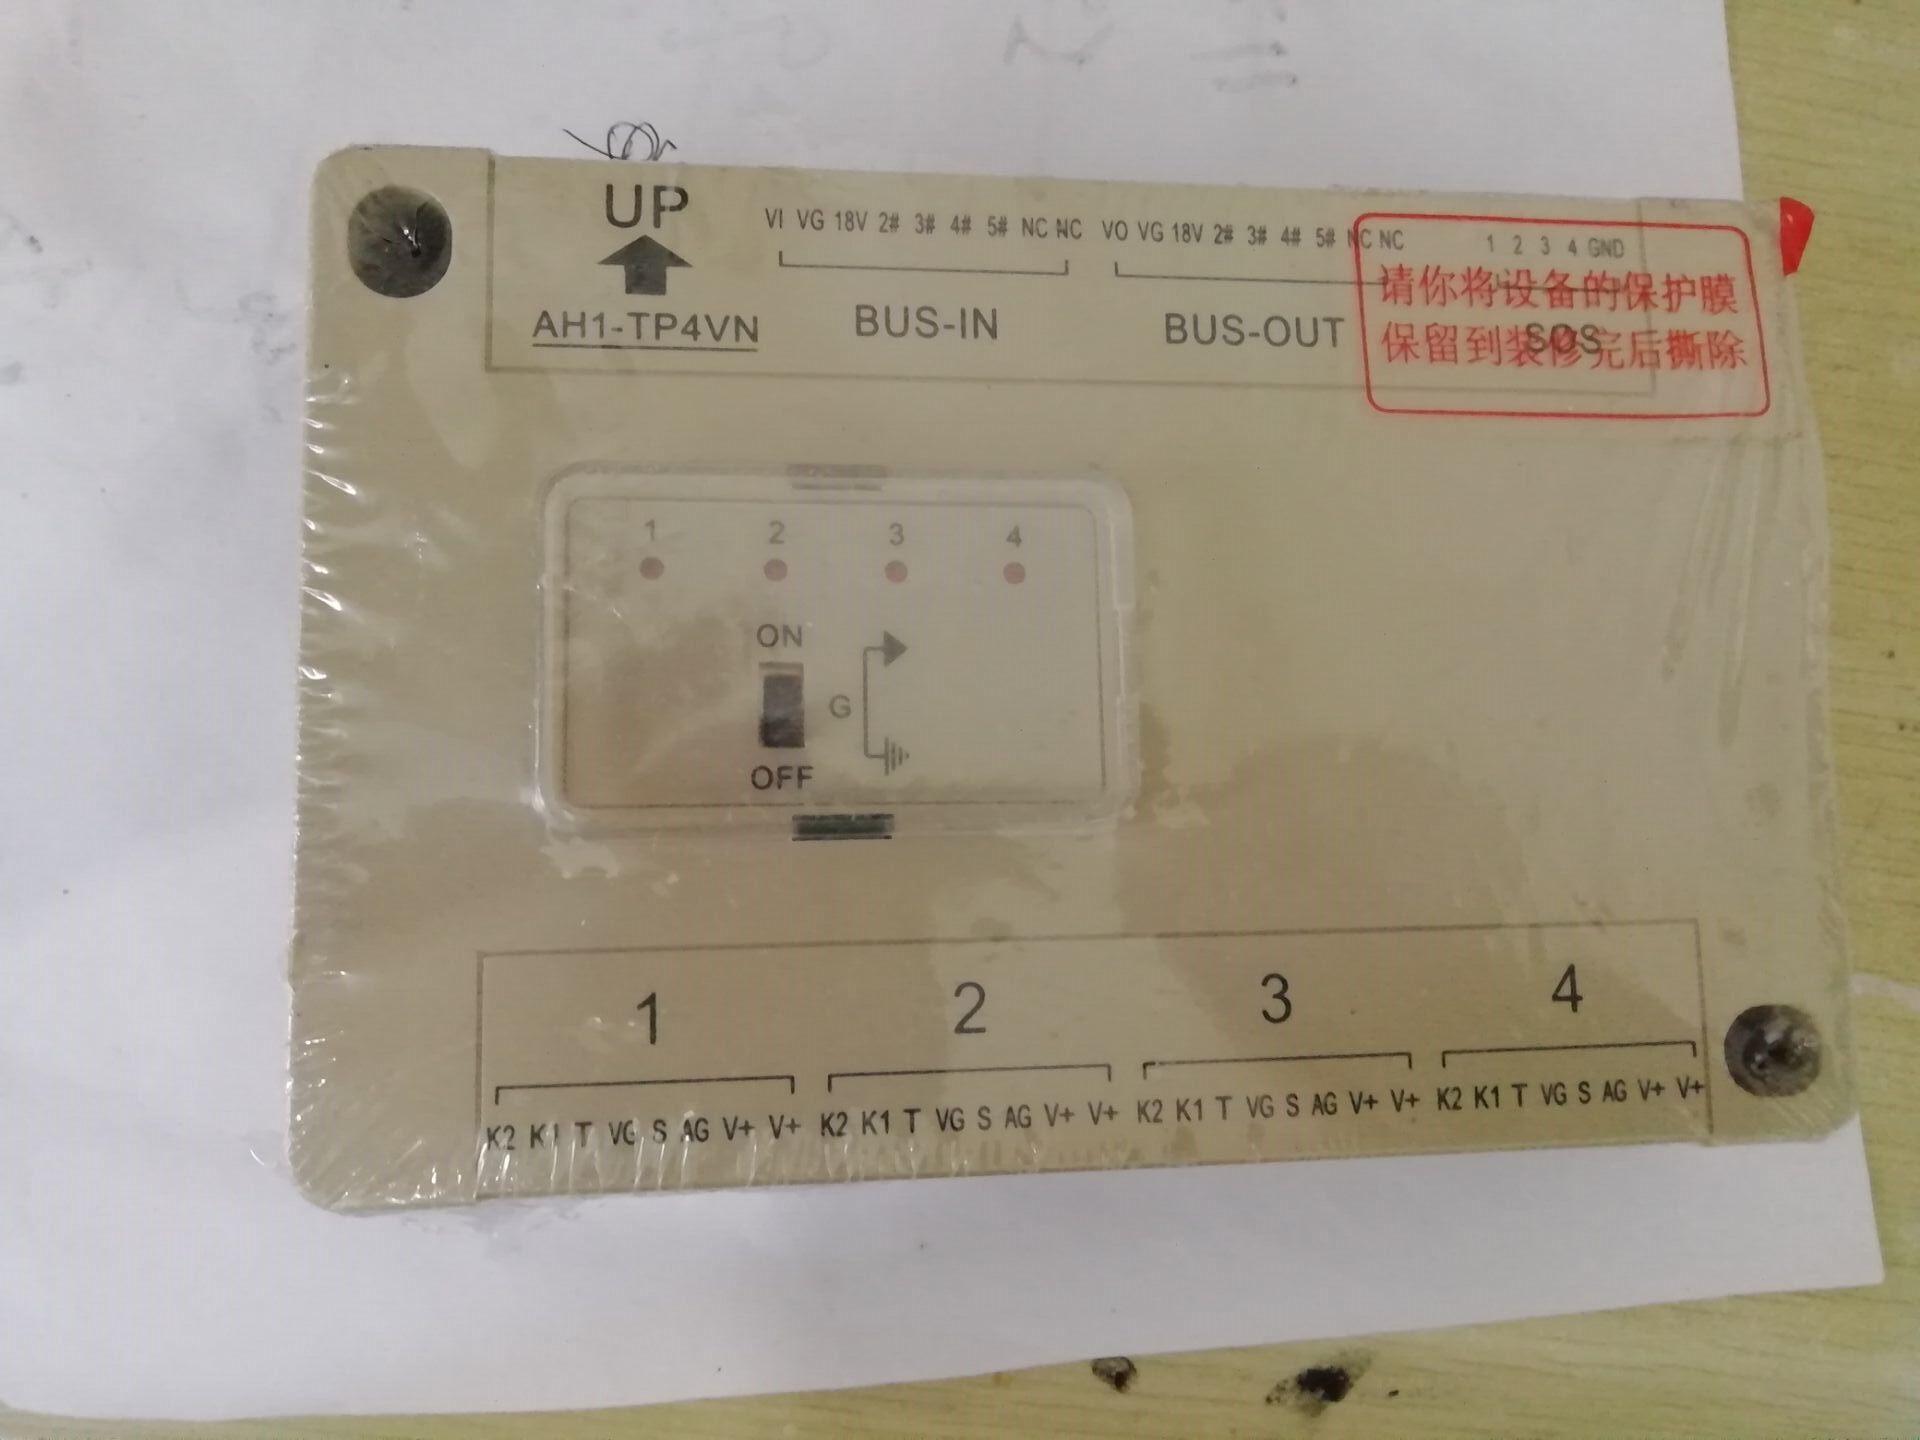 UP
AH1-TP4VN
VI VG 18V 2# 3# 4# 5# NC NC
BUS-IN
VO VG 18V 2# 3# 4# 5# NC NC
BUS-OUT
1 2 3 4 GND
SOS
请你将设备的保护膜
保留到装修完后撕除
1 2 3 4
ON
G
OFF
1 2 3 4
K2 K1 T VG S AG V+ V+ K2 K1 T VG S AG V+ V+ K2 K1 T VG S AG V+ V+ K2 K1 T VG S AG V+ V+